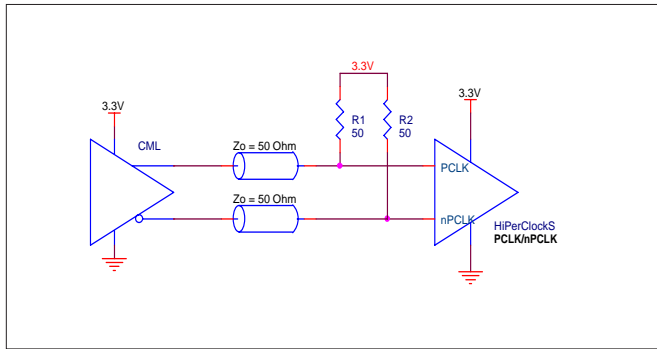 3.3V
3.3V
3.3V
CML
R1
50
R2
50
Zo = 50 Ohm
PCLK
Zo = 50 Ohm
nPCLK
HiPerClockS
PCLK/nPCLK